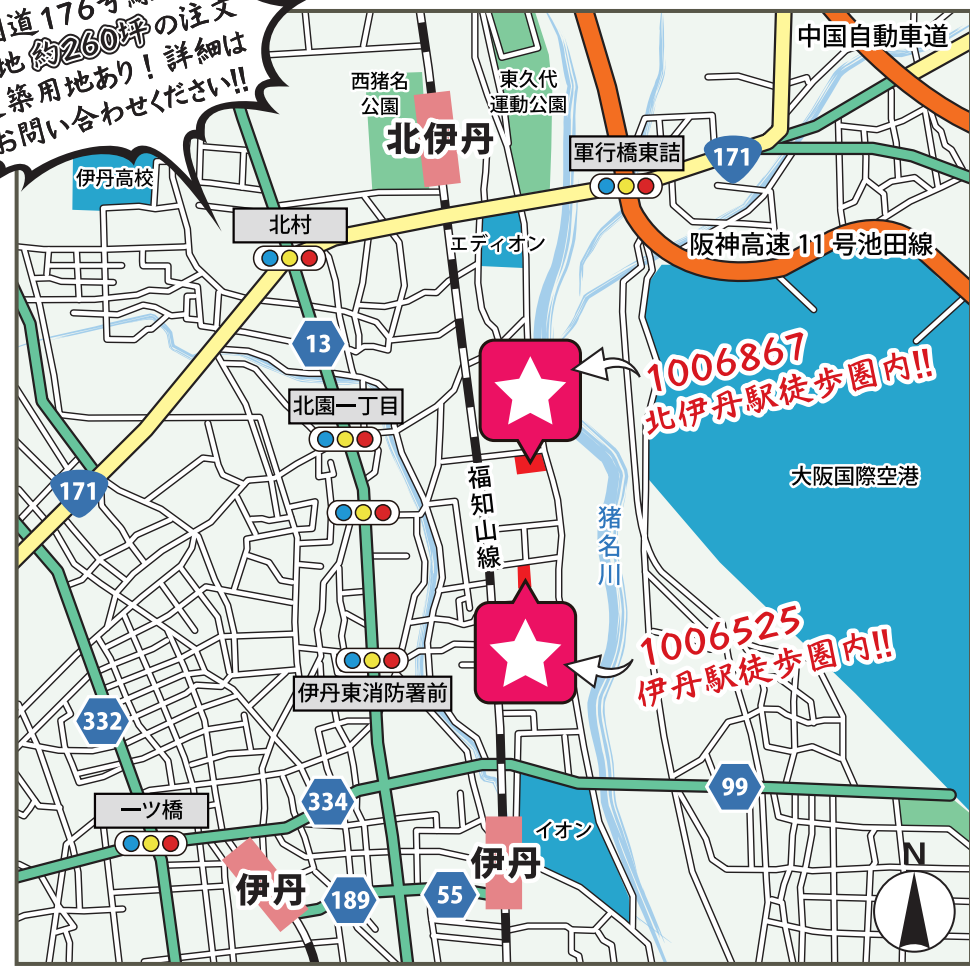 道176号線
地 約260坪の注文
築用地あり！詳細は
お問い合わせください!!
中国自動車道
西猪名
公園
東久代
運動公園
北伊丹
軍行橋東詰
171
伊丹高校
北村
エディオン
阪神高速11号池田線
13
1006867
北伊丹駅徒歩圏内!!
北園一丁目
171
福知山線
大阪国際空港
猪名川
1006525
伊丹駅徒歩圏内!!
伊丹東消防署前
332
99
334
一ツ橋
イオン
N
伊丹
伊丹
189
55